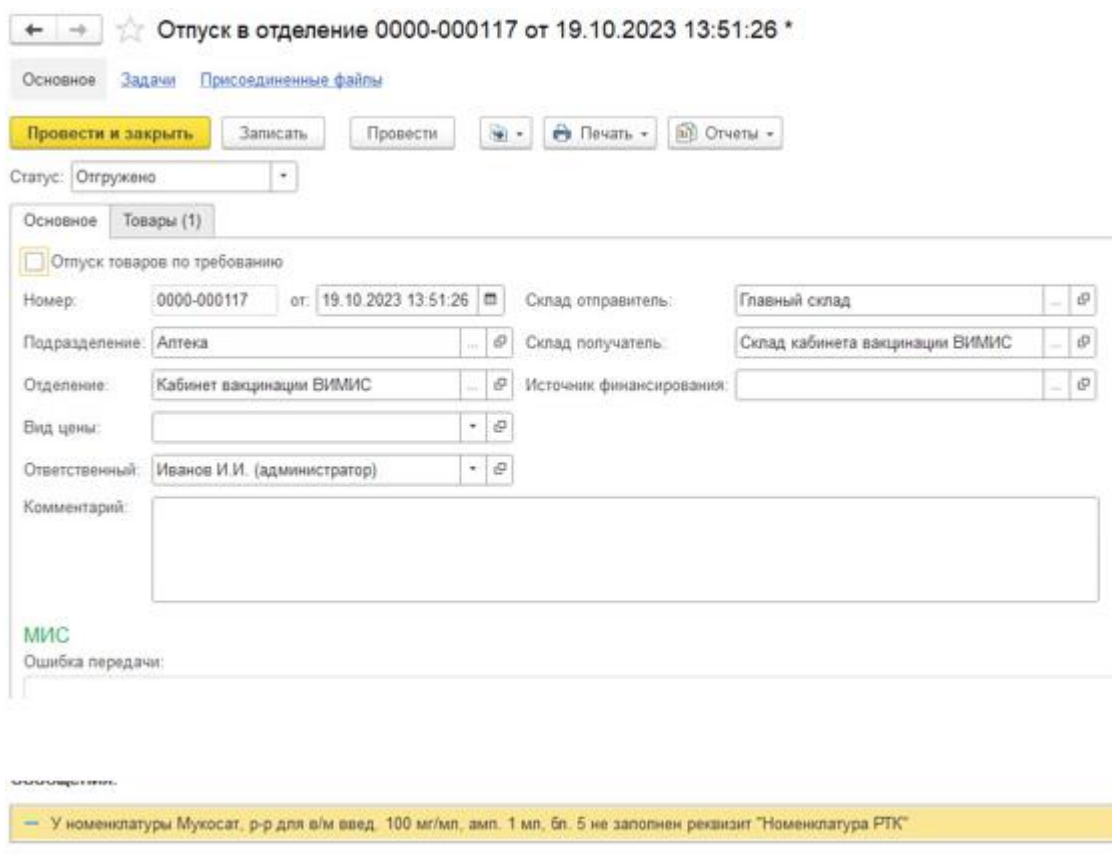 Отпуск в отделение 0000-000117 от 19.10.2023 13:51:26 *
Основное Задачи Присоединенные файлы
Провести и закрыть Записать Провести Печать Отчеты
Статус: Отгружено
Основное Товары (1)
Отпуск товаров по требованию
Номер: 0000-000117 от: 19.10.2023 13:51:26 Склад отправитель: Главный склад
Подразделение: Аптека Склад получатель: Склад кабинета вакцинации ВИМИС
Отделение: Кабинет вакцинации ВИМИС Источник финансирования:
Вид цены:
Ответственный: Иванов И.И. (администратор)
Комментарий:
МИС
Ошибка передачи:
У номенклатуры Мукосат, р-р для в/м введ. 100 мг/мл, амп. 1 мл, бл. 5 не заполнен реквизит "Номенклатура РТК"